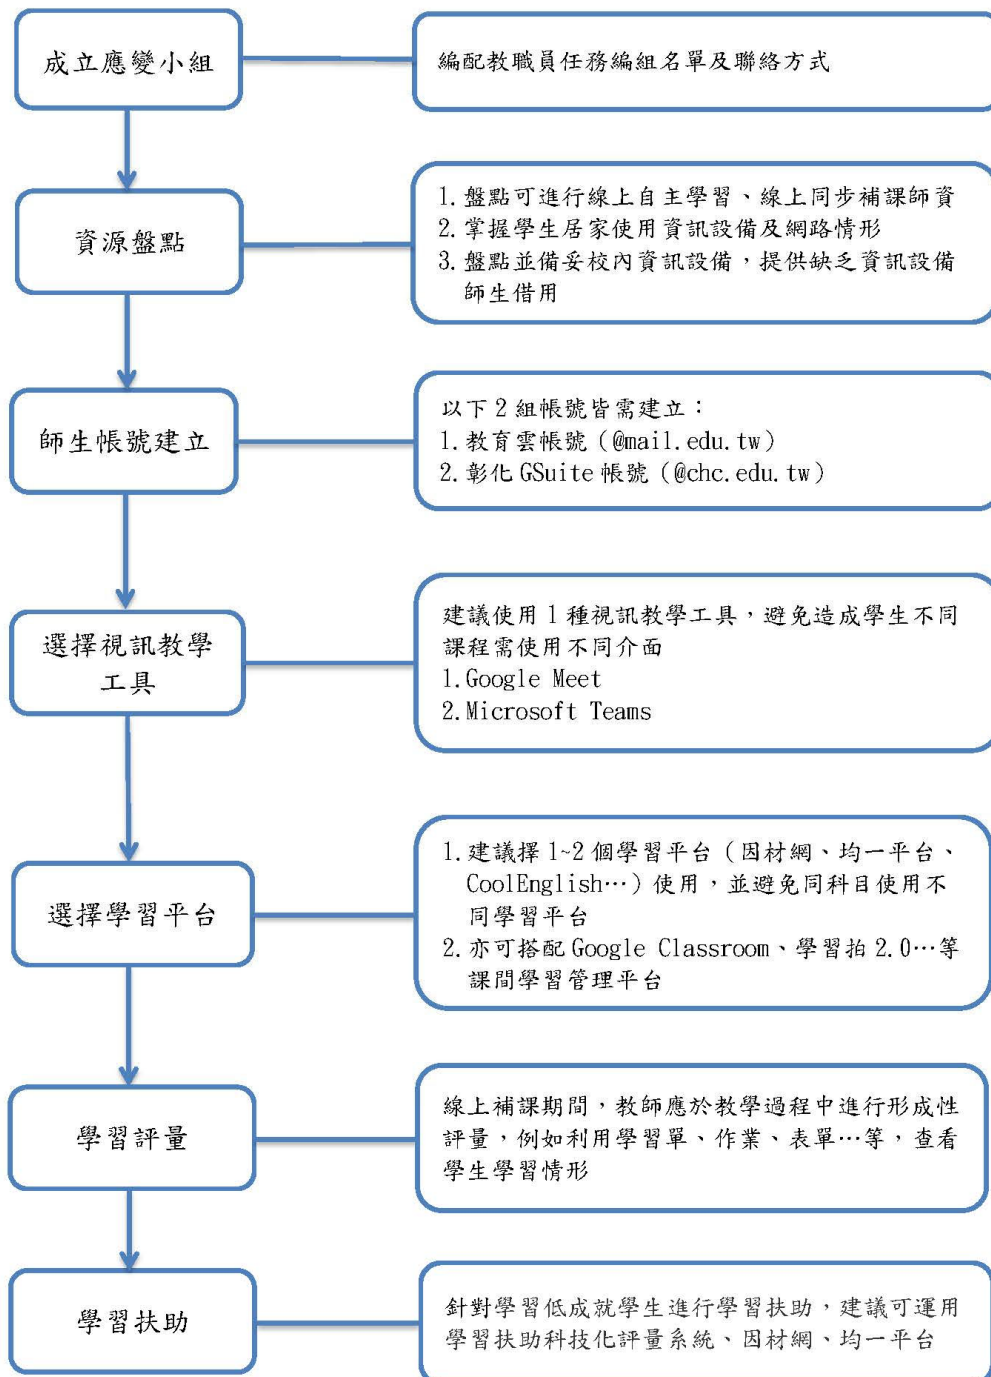 成立應變小組
編配教職員任務編組名單及聯絡方式
資源盤點
1.盤點可進行線上自主學習、線上同步補課師資
2.掌握學生居家使用資訊設備及網路情形
3.盤點並備妥校內資訊設備,提供缺乏資訊設備
師生借用
師生帳號建立
以下2組帳號皆需建立:
1.教育雲帳號(@mail.edu.tw)
2.彰化GSuite帳號(@chc.edu.tw)
選擇視訊教學
工具
建議使用1種視訊教學工具,避免造成學生不同
課程需使用不同介面
1.Google Meet
2.Microsoft Teams
選擇學習平台
1.建議擇1~2個學習平台(因材網、均一平台、
CoolEnglish…)使用,並避免同科目使用不
同學習平台
2.亦可搭配Google Classroom、學習拍2.0…等
課間學習管理平台
學習評量
線上補課期間,教師應於教學過程中進行形成性
評量,例如利用學習單、作業、表單…等,查看
學生學習情形
學習扶助
針對學習低成就學生進行學習扶助,建議可運用
學習扶助科技化評量系統、因材網、均一平台